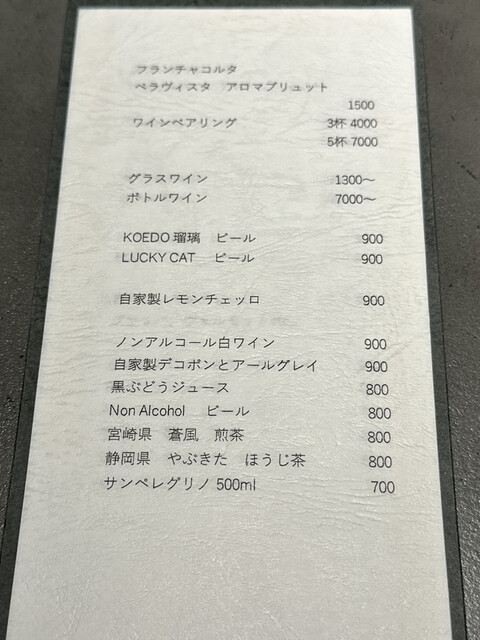 フランチャコルタ
ベラヴィスタ　アロマブリュット
1500
ワインペアリング 3杯 4000
5杯 7000
グラスワイン 1300〜
ボトルワイン 7000〜
KOEDO 瑠璃　ビール 900
LUCKY CAT　ビール 900
自家製レモンチェッロ 900
ノンアルコール白ワイン 900
自家製デコポンとアールグレイ 900
黒ぶどうジュース 800
Non Alcohol　ビール 800
宮崎県　蒼風　煎茶 800
静岡県　やぶきた　ほうじ茶 800
サンペレグリノ 500ml 700